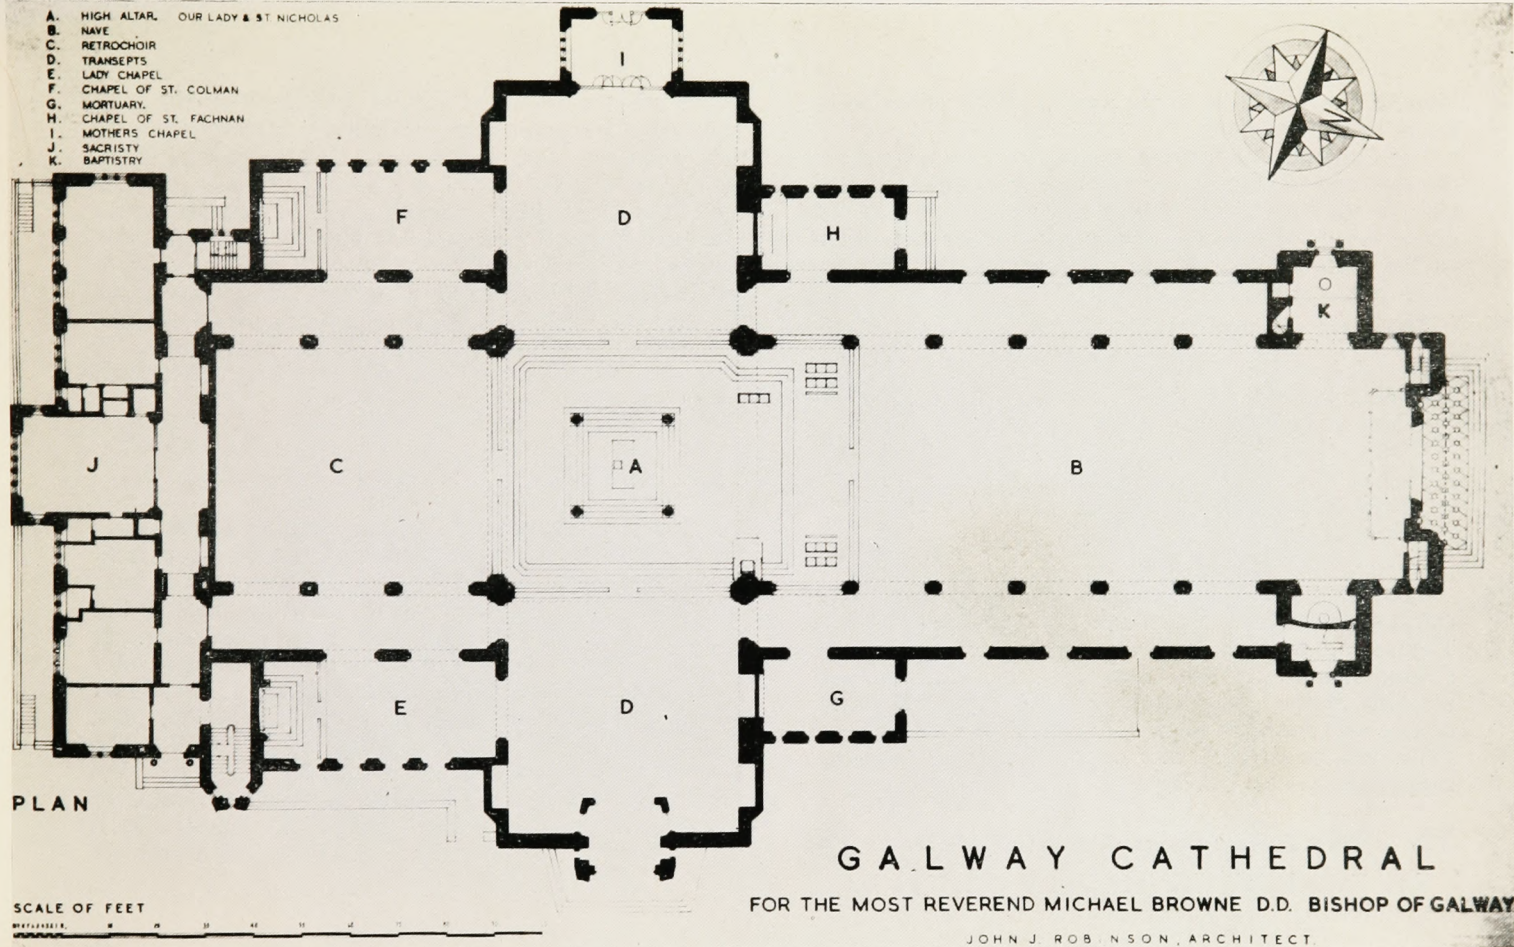 A. HIGH ALTAR. OUR LADY & ST NICHOLAS
B. NAVE
C. RETROCHOIR
D. TRANSEPTS
E. LADY CHAPEL
F. CHAPEL OF ST. COLMAN
G. MORTUARY.
H. CHAPEL OF ST. FACHNAN
I. MOTHERS CHAPEL
J. SACRISTY
K. BAPTISTRY
I
N
F
D
H
K
J
C
A
B
E
D
G
PLAN
GALWAY CATHEDRAL
FOR THE MOST REVEREND MICHAEL BROWNE D.D. BISHOP OF GALWAY
JOHN J. ROBINSON, ARCHITECT.
SCALE OF FEET